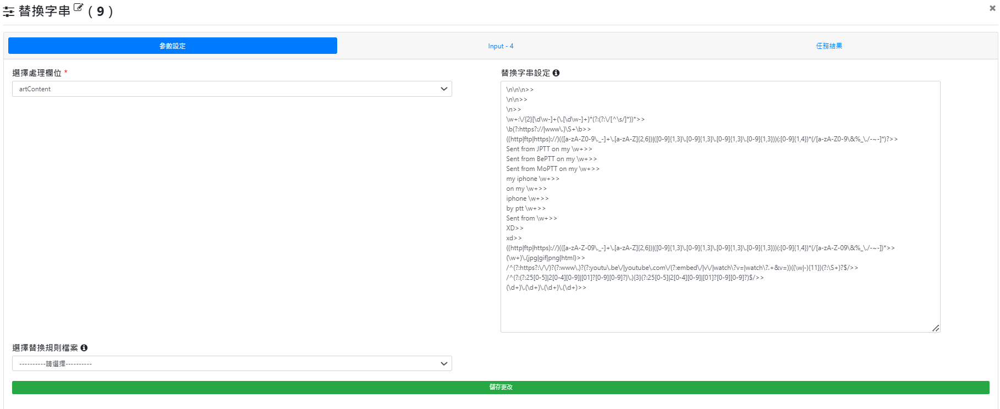 替換字串 ( 9 )
參數設定
Input - 4
任務結果
選擇處理欄位 *
artContent
替換字串設定
\n\n\n>>
\n\n>>
\n>>
\w+:\/{2}[\d\w-]+(\.[\d\w-]+)*(?:(?:\/[^\s/]*))*>>
\b(?:https?://|www\.)\S+\b>>
((http|ftp|https)://)(([a-zA-Z0-9\._-]+\.[a-zA-Z]{2,6})|([0-9]{1,3}\.[0-9]{1,3}\.[0-9]{1,3}\.[0-9]{1,3}))(:[0-9]{1,4})*(/[a-zA-Z0-9\&%_\./-~-]*)?>>
Sent from JPTT on my \w+>>
Sent from BePTT on my \w+>>
Sent from MoPTT on my \w+>>
my iphone \w+>>
on my \w+>>
iphone \w+>>
by ptt \w+>>
Sent from \w+>>
XD>>
xd>>
((http|ftp|https)://)(([a-zA-Z-09\._-]+\.[a-zA-Z]{2,6})|([0-9]{1,3}\.[0-9]{1,3}\.[0-9]{1,3}\.[0-9]{1,3}))(:[0-9]{1,4})*(/[a-zA-Z-09\&%_\./-~-])*>>
(\w+)\.(jpg|gif|png|html)>>
/^(?:https?:\/\/)?(?:www\.)?(?:youtu\.be\/|youtube\.com\/(?:embed\/|v\/|watch\?v=|watch\?.+&v=))((\w|-){11})(?:\S+)?$/>>
/^(?:(?:25[0-5]|2[0-4][0-9]|[01]?[0-9][0-9]?)\.){3}(?:25[0-5]|2[0-4][0-9]|[01]?[0-9][0-9]?)$/>>
(\d+)\.(\d+)\.(\d+)\.(\d+)>>
選擇替換規則檔案
----------請選擇----------
儲存更改